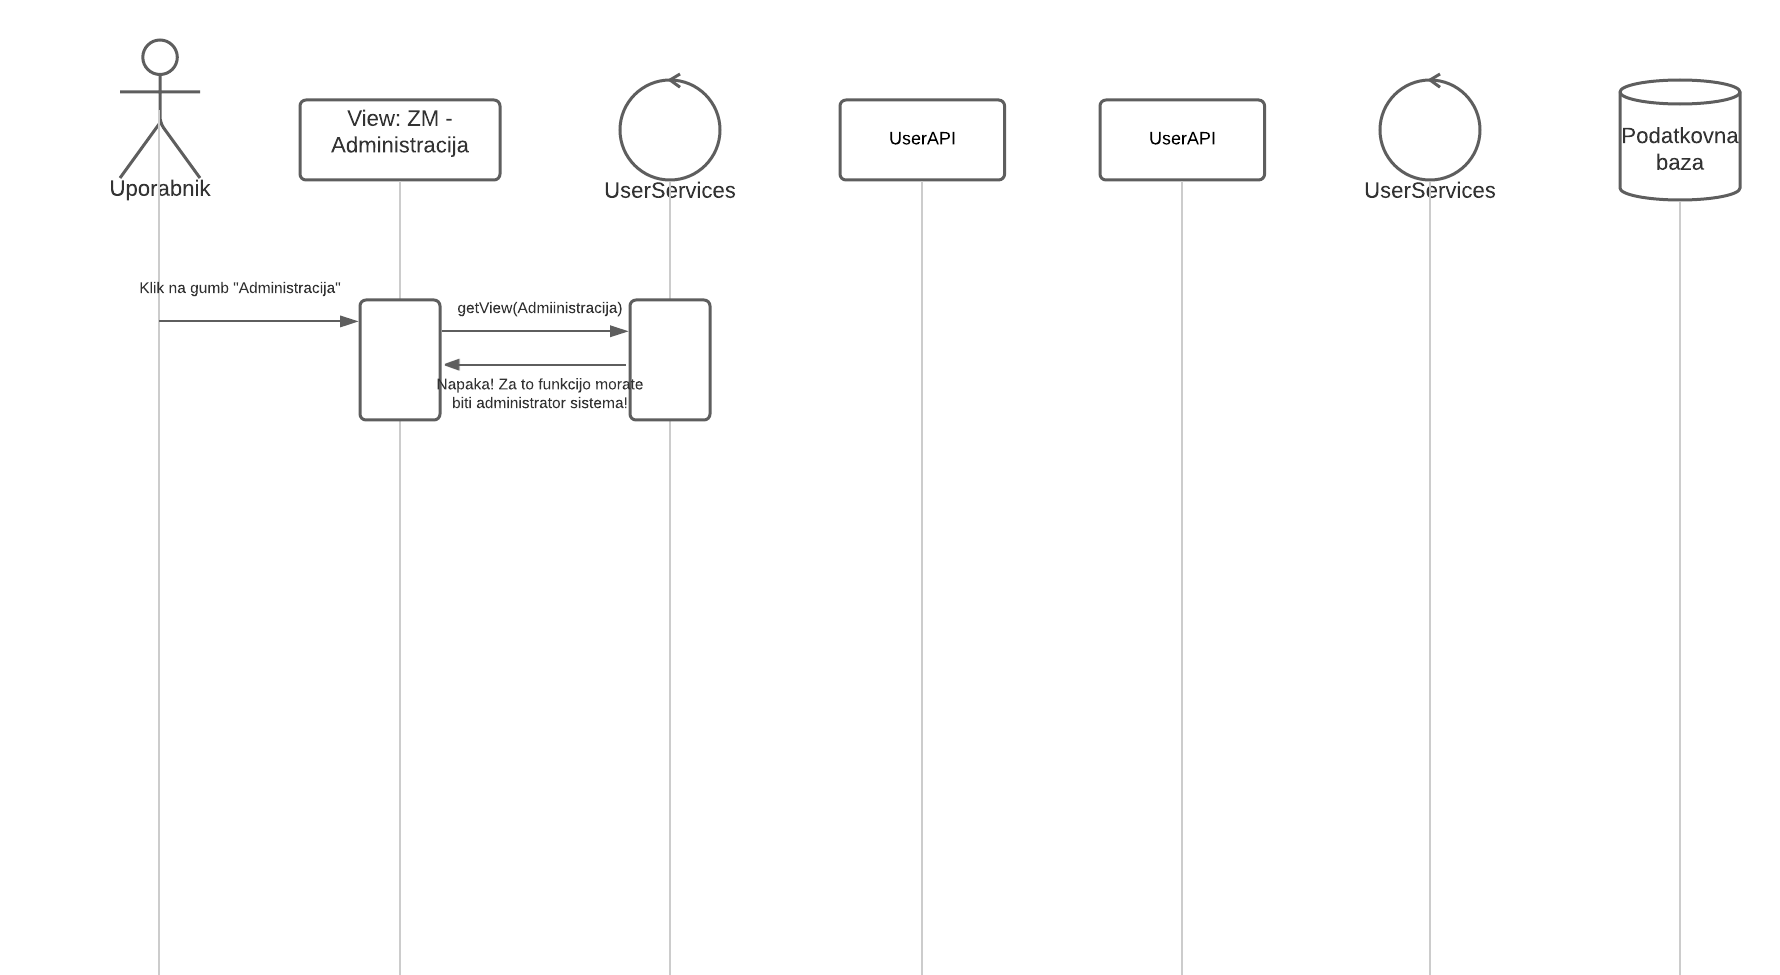 View: ZM -
Administracija
UserAPI
UserAPI
Podatkovna
baza
Uporabnik
UserServices
UserServices
Klik na gumb "Administracija"
getView(Admiinistracija)
Napaka! Za to funkcijo morate
biti administrator sistema!